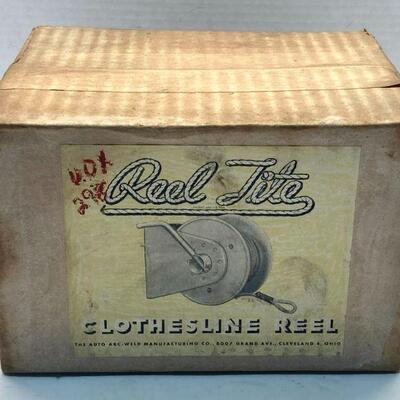 Reel Tite
CLOTHESLINE REEL
THE AUTO ARC-WELD MANUFACTURING CO., 8007 GRAND AVE., CLEVELAND 4, OHIO